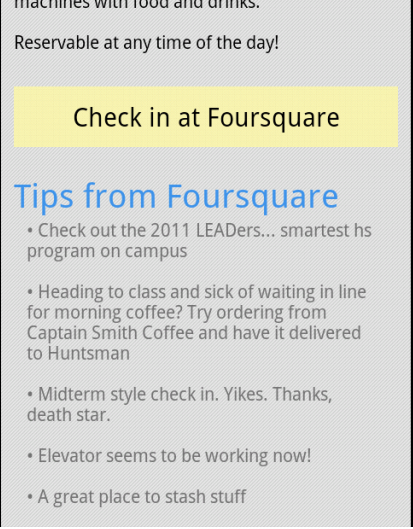 machines with food and drinks.
Reservable at any time of the day!
Check in at Foursquare
Tips from Foursquare
• Check out the 2011 LEADers... smartest hs
program on campus
• Heading to class and sick of waiting in line
for morning coffee? Try ordering from
Captain Smith Coffee and have it delivered
to Huntsman
• Midterm style check in. Yikes. Thanks,
death star.
• Elevator seems to be working now!
• A great place to stash stuff